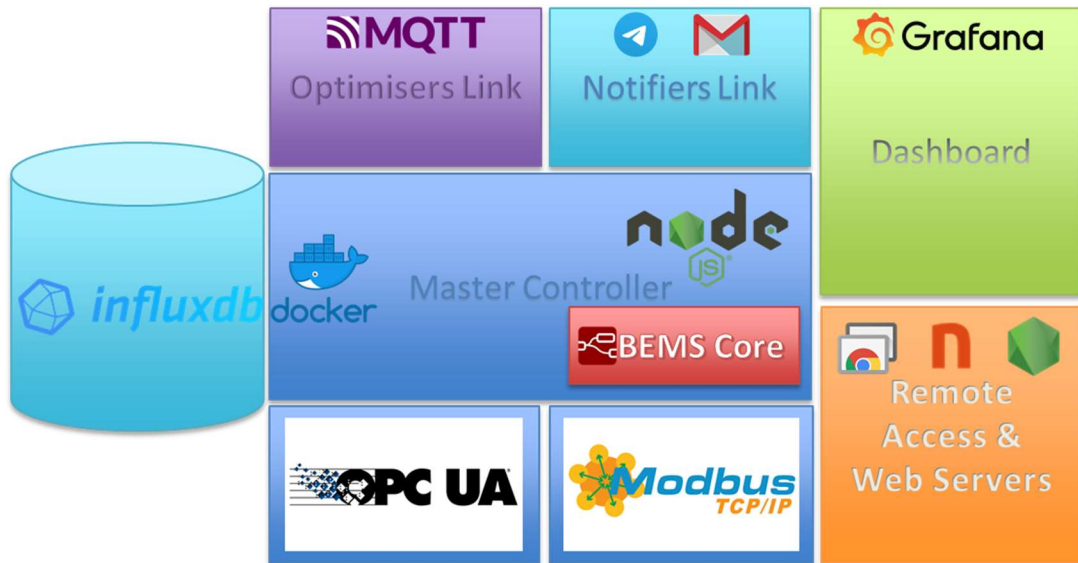 MQTT
Optimisers Link
Notifiers Link
Grafana
Dashboard
influxdb
docker
node
JS
Master Controller
BEMS Core
OPC UA
Modbus
TCP/IP
n
Remote
Access &
Web Servers